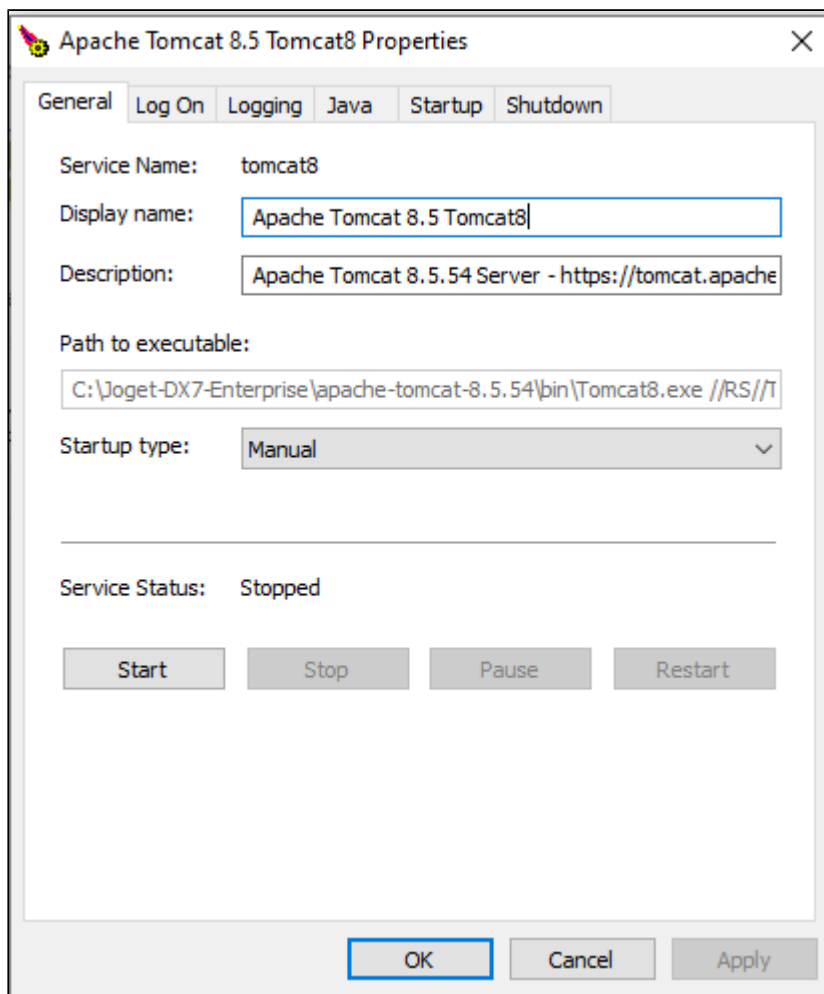 Apache Tomcat 8.5 Tomcat8 Properties
General Log On Logging Java Startup Shutdown
Service Name: tomcat8
Display name: Apache Tomcat 8.5 Tomcat8
Description: Apache Tomcat 8.5.54 Server - https://tomcat.apache
Path to executable:
C:\Joget-DX7-Enterprise\apache-tomcat-8.5.54\bin\Tomcat8.exe //RS//T
Startup type: Manual
Service Status: Stopped
Start Stop Pause Restart
OK Cancel Apply